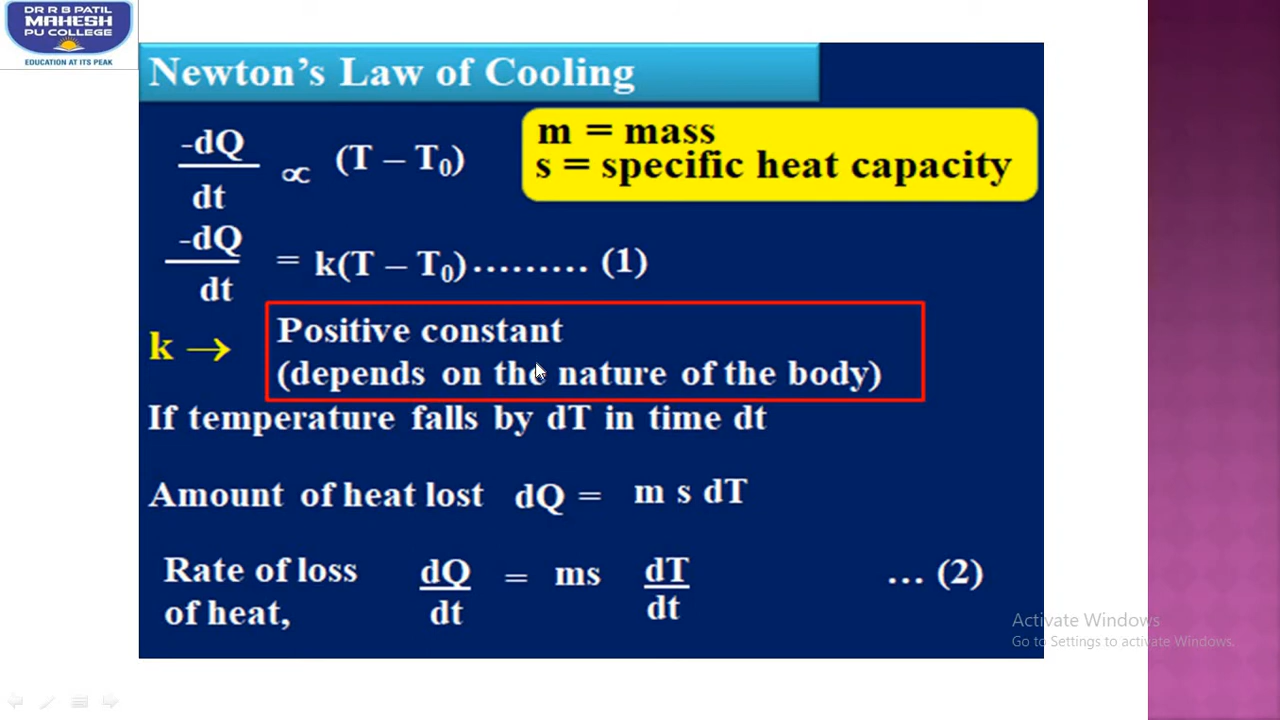 DR R B PATIL
MAHESH
PU COLLEGE
EDUCATION AT ITS PEAK
Newton's Law of Cooling
m = mass
s = specific heat capacity
-dQ/dt ∝ (T – T₀)
-dQ/dt = k(T – T₀)......... (1)
k → Positive constant
(depends on the nature of the body)
If temperature falls by dT in time dt
Amount of heat lost dQ = m s dT
Rate of loss of heat, dQ/dt = ms dT/dt ... (2)
Activate Windows
Go to Settings to activate Windows.